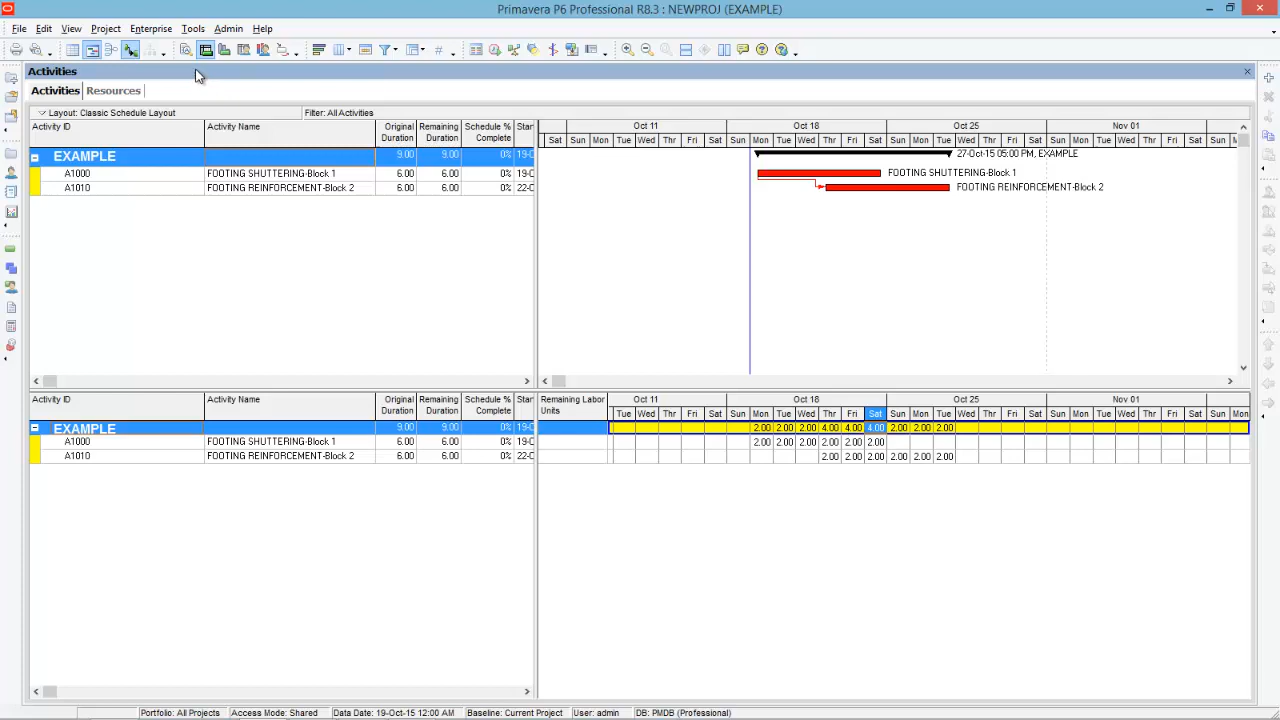 Primavera P6 Professional R8.3 : NEWPROJ (EXAMPLE)
File Edit View Project Enterprise Tools Admin Help
Activities
Activities Resources
Layout: Classic Schedule Layout Filter: All Activities
Activity ID Activity Name Original Duration Remaining Duration Schedule % Complete Star
Oct 11 Oct 18 Oct 25 Nov 01
Sat Sun Mon Tue Wed Thr Fri Sat Sun Mon Tue Wed Thr Fri Sat Sun Mon Tue Wed Thr Fri Sat Sun Mon Tue Wed Thr Fri Sat Sun
EXAMPLE 9.00 9.00 0% 19-O 27-Oct-15 05:00 PM, EXAMPLE
A1000 FOOTING SHUTTERING-Block 1 6.00 6.00 0% 19-O FOOTING SHUTTERING-Block 1
A1010 FOOTING REINFORCEMENT-Block 2 6.00 6.00 0% 22-O FOOTING REINFORCEMENT-Block 2
Activity ID Activity Name Original Duration Remaining Duration Schedule % Complete Star Remaining Labor Units
Oct 11 Oct 18 Oct 25 Nov 01
Tue Wed Thr Fri Sat Sun Mon Tue Wed Thr Fri Sat Sun Mon Tue Wed Thr Fri Sat Sun Mon Tue Wed Thr Fri Sat Sun Mon
EXAMPLE 9.00 9.00 0% 19-O 2.00 2.00 2.00 4.00 4.00 4.00 2.00 2.00 2.00
A1000 FOOTING SHUTTERING-Block 1 6.00 6.00 0% 19-O 2.00 2.00 2.00 2.00 2.00 2.00
A1010 FOOTING REINFORCEMENT-Block 2 6.00 6.00 0% 22-O 2.00 2.00 2.00 2.00 2.00 2.00
Portfolio: All Projects Access Mode: Shared Data Date: 19-Oct-15 12:00 AM Baseline: Current Project User: admin DB: PMDB (Professional)